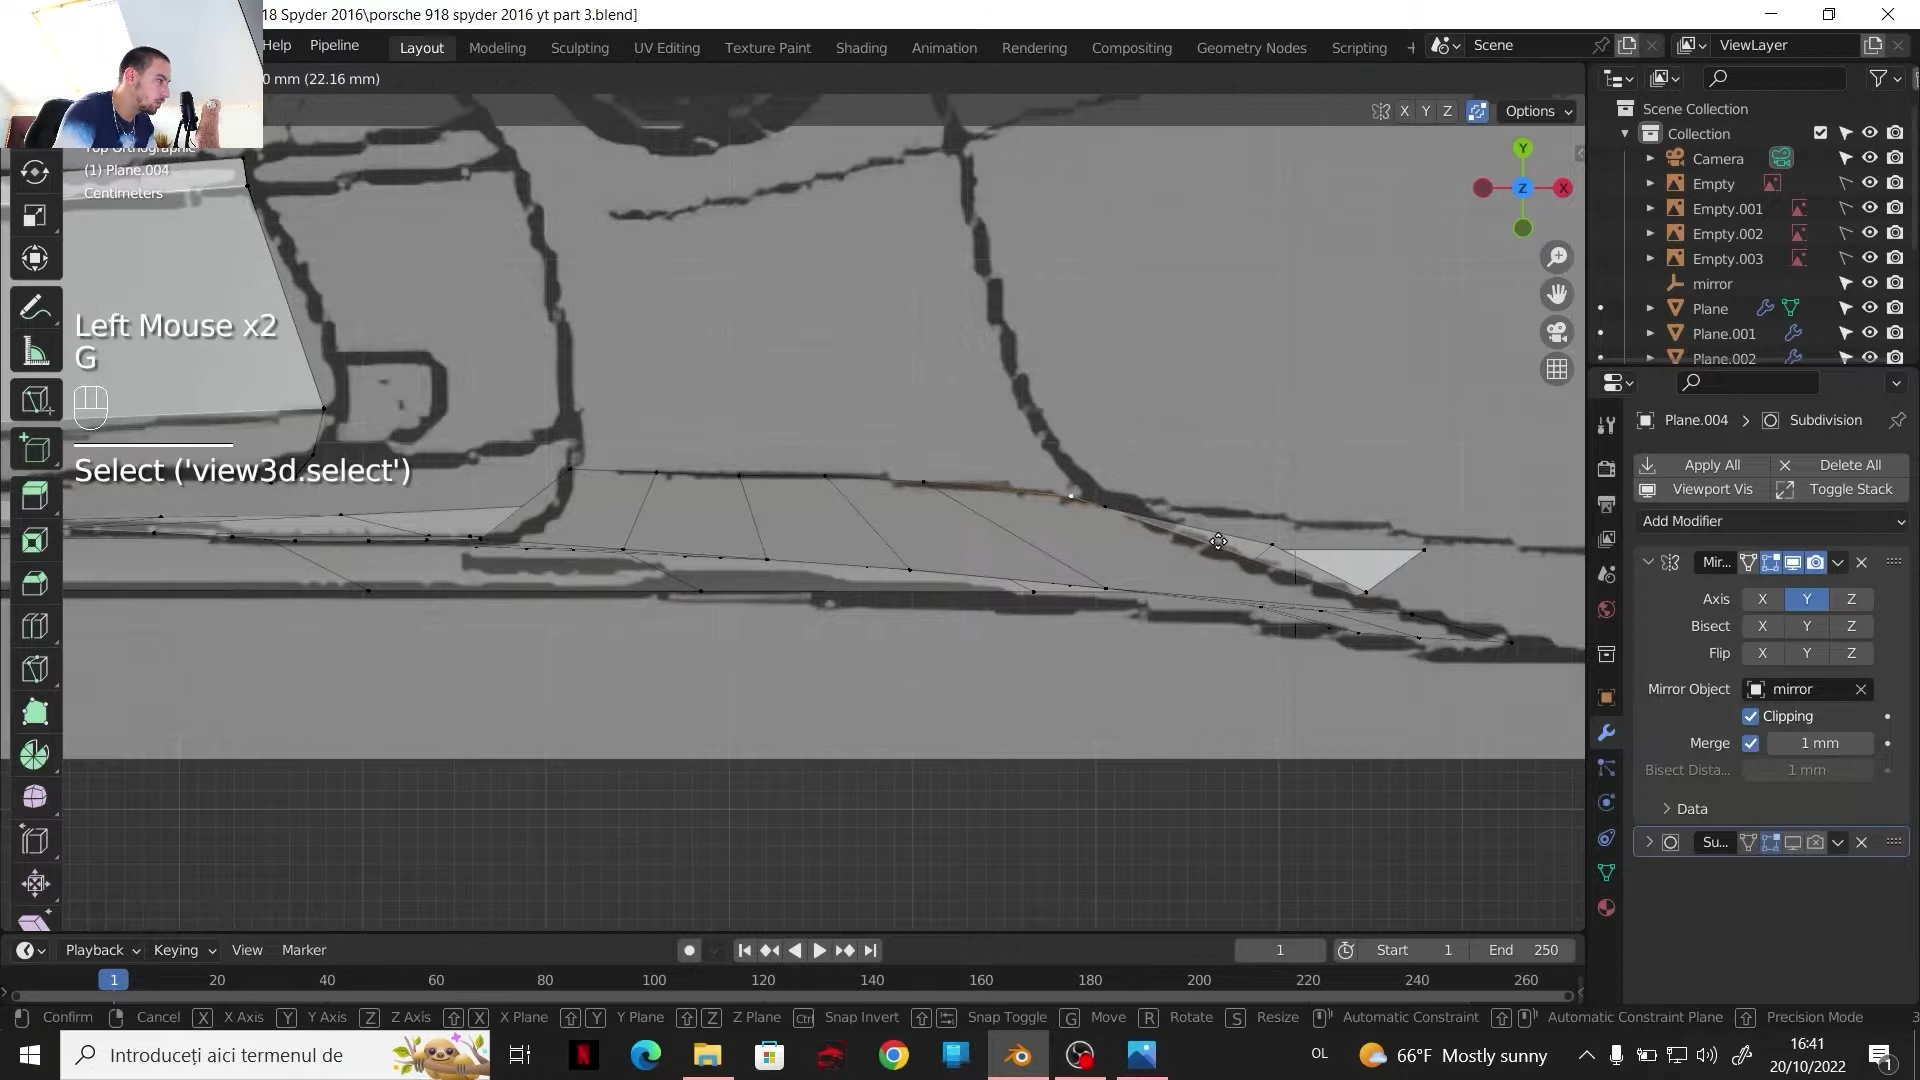 18 Spyder 2016\porsche 918 spyder 2016 yt part 3.blend]
Help Pipeline Layout Modeling Sculpting UV Editing Texture Paint Shading Animation Rendering Compositing Geometry Nodes Scripting + Scene ViewLayer
0 mm (22.16 mm)
X Y Z Options
Top Orthographic
(1) Plane.004
Centimeters
Y
Z X
Left Mouse x2
G
Select ('view3d.select')
Scene Collection
Collection
Camera
Empty
Empty.001
Empty.002
Empty.003
mirror
Plane
Plane.001
Plane.002
Plane.004 > Subdivision
Apply All Delete All
Viewport Vis Toggle Stack
Add Modifier
Mir...
Axis X Y Z
Bisect X Y Z
Flip X Y Z
Mirror Object mirror
Clipping
Merge 1 mm
Bisect Dista... 1 mm
Data
Su...
Playback Keying View Marker 1 Start 1 End 250
1 20 40 60 80 100 120 140 160 180 200 220 240 260
Confirm Cancel X X Axis Y Y Axis Z Z Axis X X Plane Y Y Plane Z Z Plane Ctrl Snap Invert Snap Toggle G Move R Rotate S Resize Automatic Constraint Automatic Constraint Plane Precision Mode
Introduceți aici termenul de N OL 66°F Mostly sunny 16:41
20/10/2022 1